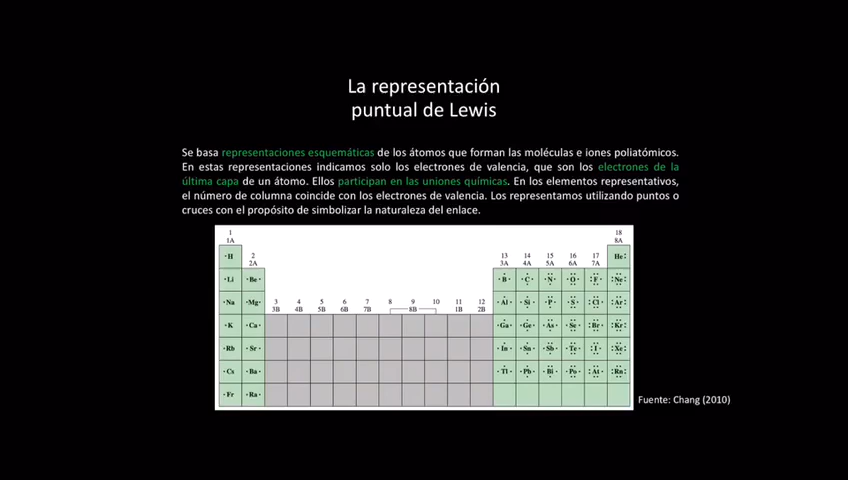 La representación
puntual de Lewis
Se basa representaciones esquemáticas de los átomos que forman las moléculas e iones poliatómicos.
En estas representaciones indicamos solo los electrones de valencia, que son los electrones de la
última capa de un átomo. Ellos participan en las uniones químicas. En los elementos representativos,
el número de columna coincide con los electrones de valencia. Los representamos utilizando puntos o
cruces con el propósito de simbolizar la naturaleza del enlace.
1 18
1A 8A
H He
2 13 14 15 16 17
2A 3A 4A 5A 6A 7A
Li Be B C N O F Ne
3 4 5 6 7 8 9 10 11 12
3B 4B 5B 6B 7B 8B 1B 2B
Na Mg Al Si P S Cl Ar
K Ca Ga Ge As Se Br Kr
Rb Sr In Sn Sb Te I Xe
Cs Ba Tl Pb Bi Po At Rn
Fr Ra
Fuente: Chang (2010)